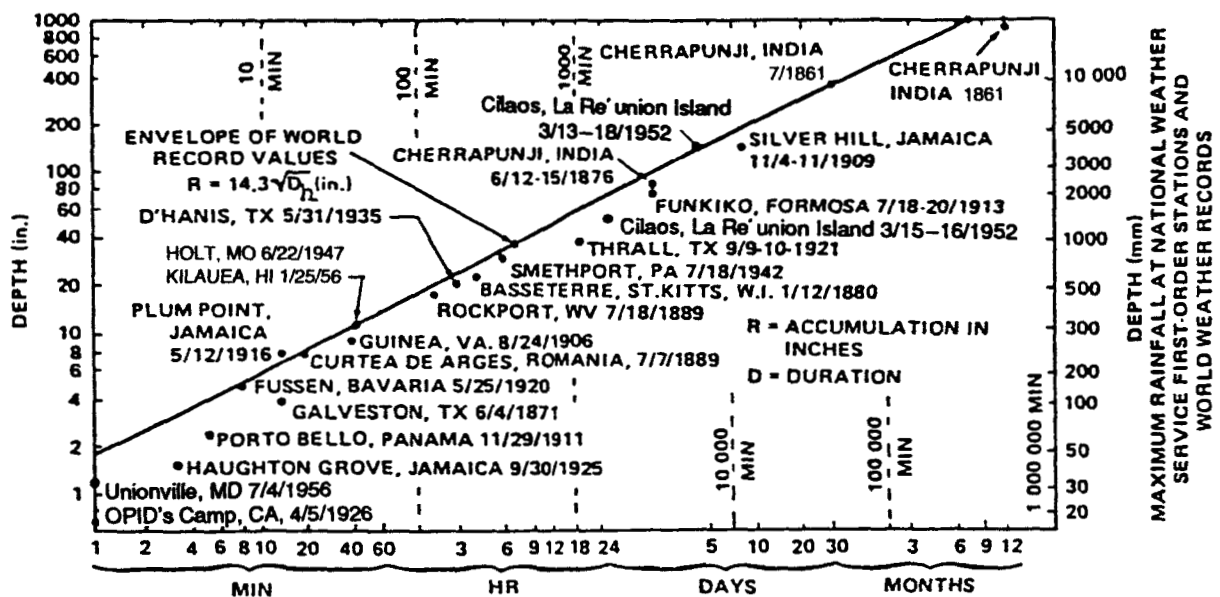 1000
800
600
400
200
100
80
60
40
20
10
8
6
4
2
1
DEPTH (in.)
10
MIN
100
MIN
1000
MIN
CHERRAPUNJI, INDIA
7/1861
CHERRAPUNJI
INDIA 1861
Cilaos, La Re´union Island
3/13-18/1952
SILVER HILL, JAMAICA
11/4-11/1909
ENVELOPE OF WORLD
RECORD VALUES
R = 14.3√Dh (in.)
CHERRAPUNJI, INDIA
6/12-15/1876
D'HANIS, TX 5/31/1935
FUNKIKO, FORMOSA 7/18-20/1913
Cilaos, La Re´union Island 3/15-16/1952
THRALL, TX 9/9-10-1921
HOLT, MO 6/22/1947
KILAUEA, HI 1/25/56
SMETHPORT, PA 7/18/1942
BASSETERRE, ST.KITTS, W.I. 1/12/1880
ROCKPORT, WV 7/18/1889
PLUM POINT,
JAMAICA
5/12/1916
GUINEA, VA. 8/24/1906
CURTEA DE ARGES, ROMANIA, 7/7/1889
R = ACCUMULATION IN
INCHES
D = DURATION
FUSSEN, BAVARIA 5/25/1920
GALVESTON, TX 6/4/1871
PORTO BELLO, PANAMA 11/29/1911
HAUGHTON GROVE, JAMAICA 9/30/1925
Unionville, MD 7/4/1956
OPID's Camp, CA, 4/5/1926
10 000
MIN
100 000
MIN
1 000 000 MIN
10 000
5000
3000
2000
1000
500
300
200
100
50
30
20
DEPTH (mm)
MAXIMUM RAINFALL AT NATIONAL WEATHER
SERVICE FIRST-ORDER STATIONS AND
WORLD WEATHER RECORDS
1 2 4 6 8 10 20 40 60 3 6 9 12 18 24 5 10 20 30 3 6 12
MIN HR DAYS MONTHS